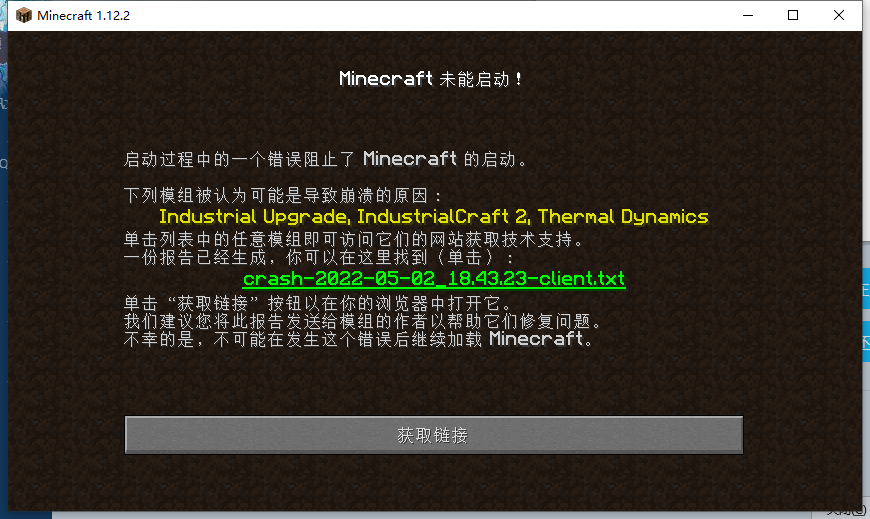 Minecraft 1.12.2
Minecraft 未能启动！
启动过程中的一个错误阻止了 Minecraft 的启动。
下列模组被认为可能是导致崩溃的原因：
Industrial Upgrade, IndustrialCraft 2, Thermal Dynamics
单击列表中的任意模组即可访问它们的网站获取技术支持。
一份报告已经生成，你可以在这里找到（单击）：
crash-2022-05-02_18.43.23-client.txt
单击“获取链接”按钮以在你的浏览器中打开它。
我们建议您将此报告发送给模组的作者以帮助它们修复问题。
不幸的是，不可能在发生这个错误后继续加载 Minecraft。
获取链接